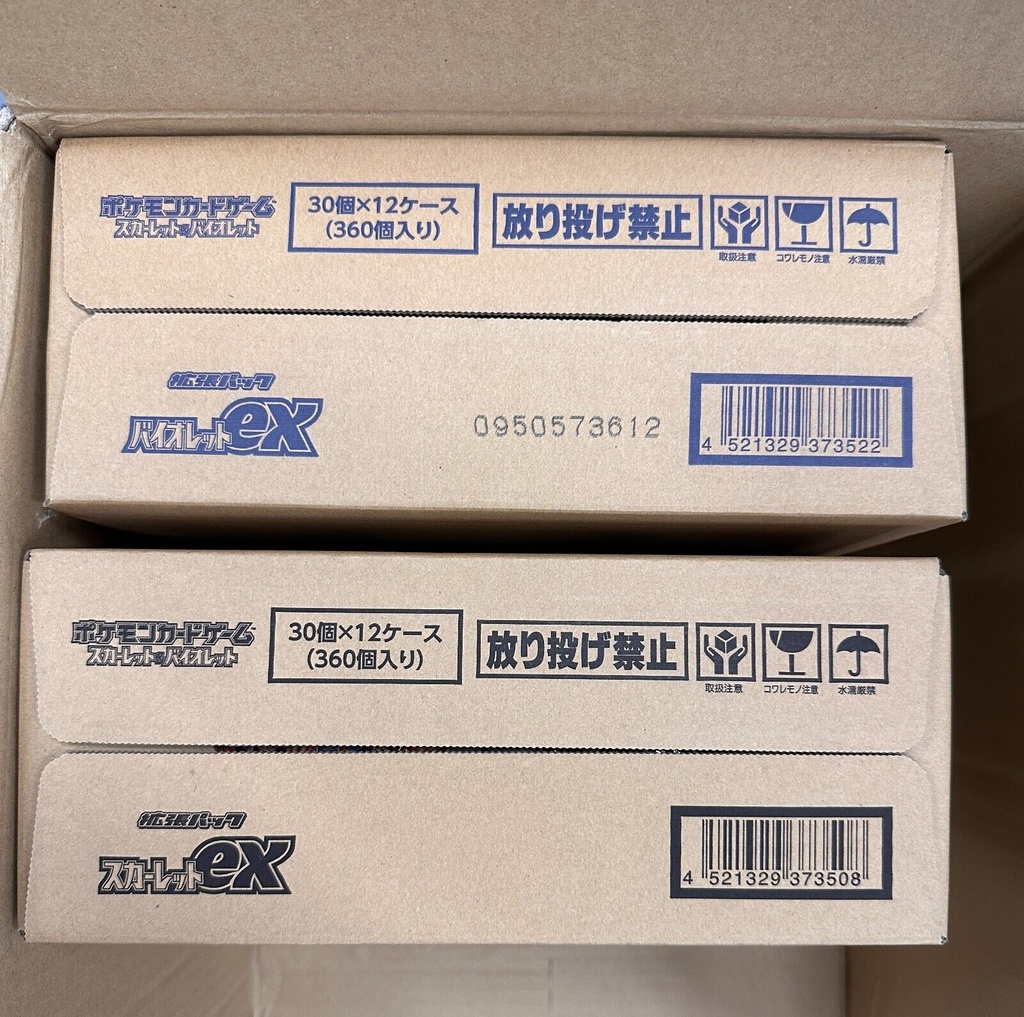 ポケモンカードゲーム
スカーレット&バイオレット
30個×12ケース
(360個入り)
放り投げ禁止
取扱注意
コワレモノ注意
水濡厳禁
拡張パック
バイオレットex
0950573612
4 521329 373522
ポケモンカードゲーム
スカーレット&バイオレット
30個×12ケース
(360個入り)
放り投げ禁止
取扱注意
コワレモノ注意
水濡厳禁
拡張パック
スカーレットex
4 521329 373508